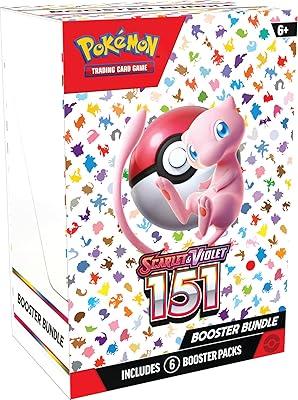 POKÉMON
TRADING CARD GAME
6+
SCARLET & VIOLET
151
BOOSTER BUNDLE
INCLUDES 6 BOOSTER PACKS
BOOSTER BUNDLE